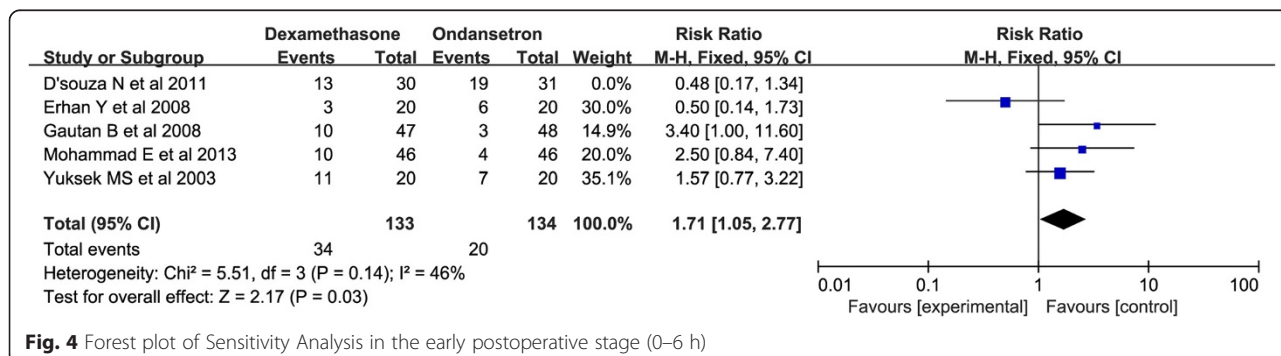 Dexamethasone Ondansetron Risk Ratio Risk Ratio
Study or Subgroup Events Total Events Total Weight M-H, Fixed, 95% CI M-H, Fixed, 95% CI
D'souza N et al 2011 13 30 19 31 0.0% 0.48 [0.17, 1.34]
Erhan Y et al 2008 3 20 6 20 30.0% 0.50 [0.14, 1.73]
Gautan B et al 2008 10 47 3 48 14.9% 3.40 [1.00, 11.60]
Mohammad E et al 2013 10 46 4 46 20.0% 2.50 [0.84, 7.40]
Yuksek MS et al 2003 11 20 7 20 35.1% 1.57 [0.77, 3.22]
Total (95% CI) 133 134 100.0% 1.71 [1.05, 2.77]
Total events 34 20
Heterogeneity: Chi² = 5.51, df = 3 (P = 0.14); I² = 46%
Test for overall effect: Z = 2.17 (P = 0.03)
0.01 0.1 1 10 100
Favours [experimental] Favours [control]
Fig. 4 Forest plot of Sensitivity Analysis in the early postoperative stage (0–6 h)